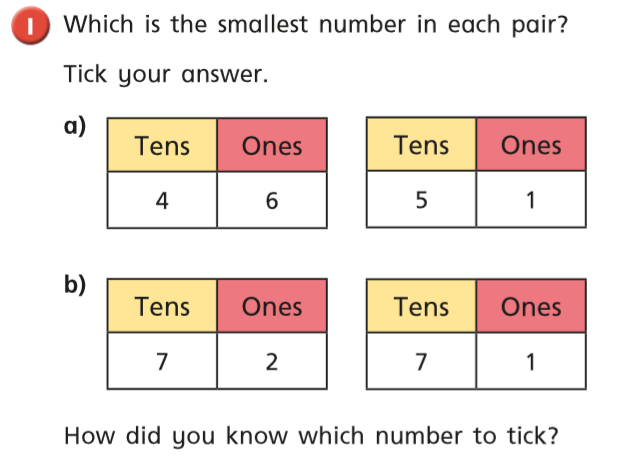 1 Which is the smallest number in each pair?
Tick your answer.
a)
Tens Ones Tens Ones
4 6 5 1
b)
Tens Ones Tens Ones
7 2 7 1
How did you know which number to tick?